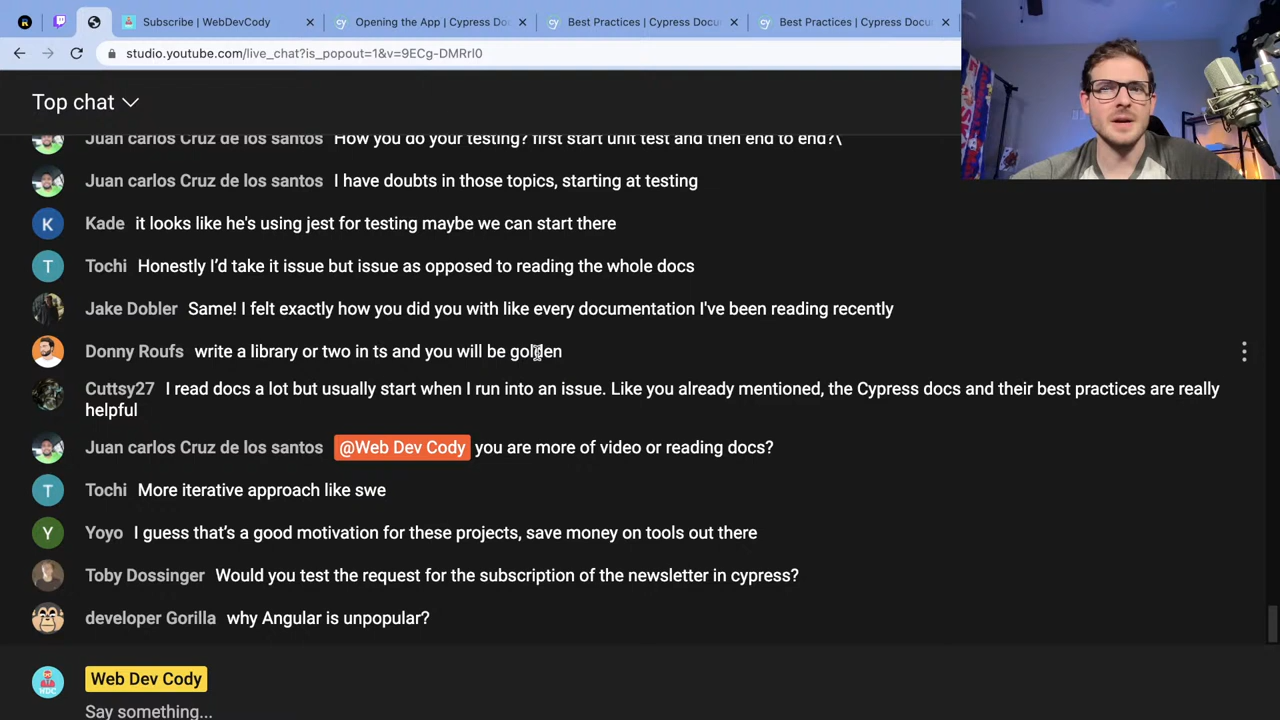 Subscribe | WebDevCody
Opening the App | Cypress Do
Best Practices | Cypress Docu
Best Practices | Cypress Docu
studio.youtube.com/live_chat?is_popout=1&v=9ECg-DMRrl0
Top chat
Juan carlos Cruz de los santos How you do your testing? first start unit test and then end to end?\
Juan carlos Cruz de los santos I have doubts in those topics, starting at testing
K Kade it looks like he's using jest for testing maybe we can start there
T Tochi Honestly I’d take it issue but issue as opposed to reading the whole docs
Jake Dobler Same! I felt exactly how you did you with like every documentation I've been reading recently
Donny Roufs write a library or two in ts and you will be golden
Cuttsy27 I read docs a lot but usually start when I run into an issue. Like you already mentioned, the Cypress docs and their best practices are really
helpful
Juan carlos Cruz de los santos @Web Dev Cody you are more of video or reading docs?
T Tochi More iterative approach like swe
Y Yoyo I guess that’s a good motivation for these projects, save money on tools out there
Toby Dossinger Would you test the request for the subscription of the newsletter in cypress?
developer Gorilla why Angular is unpopular?
Web Dev Cody
Say something...